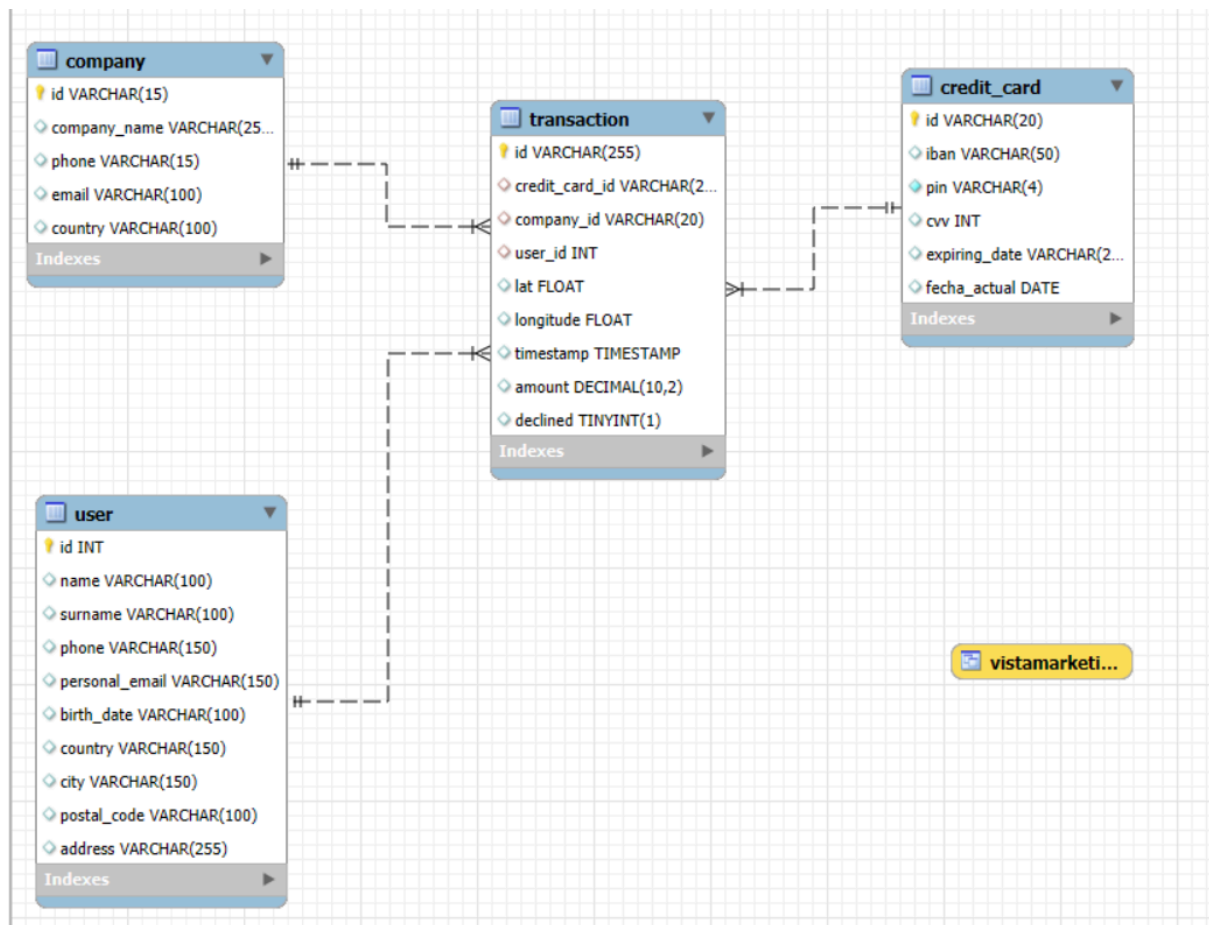 company
id VARCHAR(15)
company_name VARCHAR(25...
phone VARCHAR(15)
email VARCHAR(100)
country VARCHAR(100)
Indexes
transaction
id VARCHAR(255)
credit_card_id VARCHAR(2...
company_id VARCHAR(20)
user_id INT
lat FLOAT
longitude FLOAT
timestamp TIMESTAMP
amount DECIMAL(10,2)
declined TINYINT(1)
Indexes
credit_card
id VARCHAR(20)
iban VARCHAR(50)
pin VARCHAR(4)
cvv INT
expiring_date VARCHAR(2...
fecha_actual DATE
Indexes
user
id INT
name VARCHAR(100)
surname VARCHAR(100)
phone VARCHAR(150)
personal_email VARCHAR(150)
birth_date VARCHAR(100)
country VARCHAR(150)
city VARCHAR(150)
postal_code VARCHAR(100)
address VARCHAR(255)
Indexes
vistamarketi...